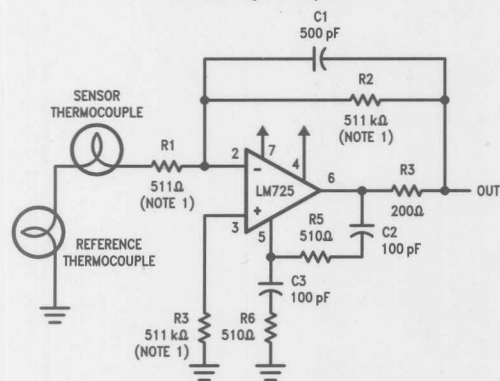 C1
500 pF
R2
511 kΩ
(NOTE 1)
SENSOR
THERMOCOUPLE
R1
511Ω
(NOTE 1)
2
7
4
6
LM725
3
5
R3
200Ω
OUT
R5
510Ω
C2
100 pF
REFERENCE
THERMOCOUPLE
C3
100 pF
R3
511 kΩ
(NOTE 1)
R6
510Ω